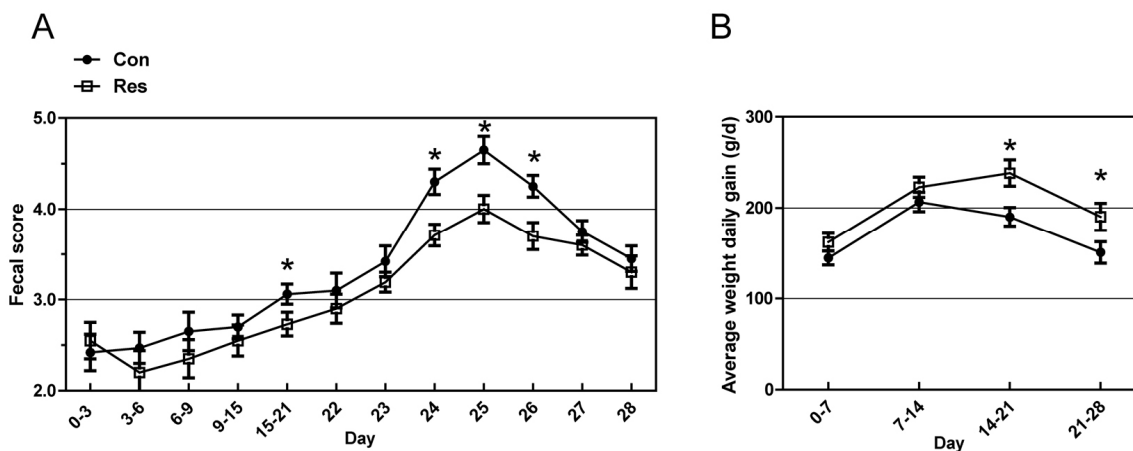 A
Con
Res
5.0
4.0
3.0
2.0
Fecal score
* * * *
0-3 3-6 6-9 9-15 15-21 22 23 24 25 26 27 28
Day
B
300
200
100
0
Average weight daily gain (g/d)
* *
0-7 7-14 14-21 21-28
Day